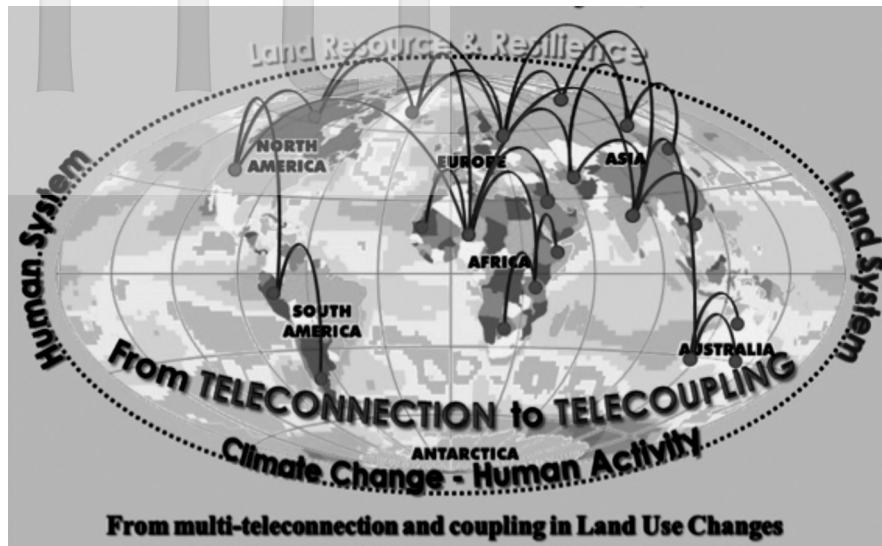 Land Resource & Resilience
NORTH
AMERICA
EUROPE
ASIA
Human System
Land System
AFRICA
SOUTH
AMERICA
AUSTRALIA
From TELECONNECTION to TELECOUPLING
ANTARCTICA
Climate Change - Human Activity
From multi-teleconnection and coupling in Land Use Changes